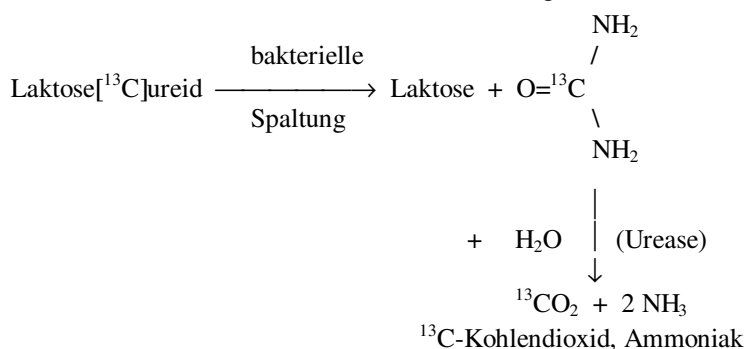 NH₂
/
bakterielle
Laktose[¹³C]ureid ⟶ Laktose + O=¹³C
Spaltung
\
NH₂
+ H₂O | (Urease)
↓
¹³CO₂ + 2 NH₃
¹³C-Kohlendioxid, Ammoniak